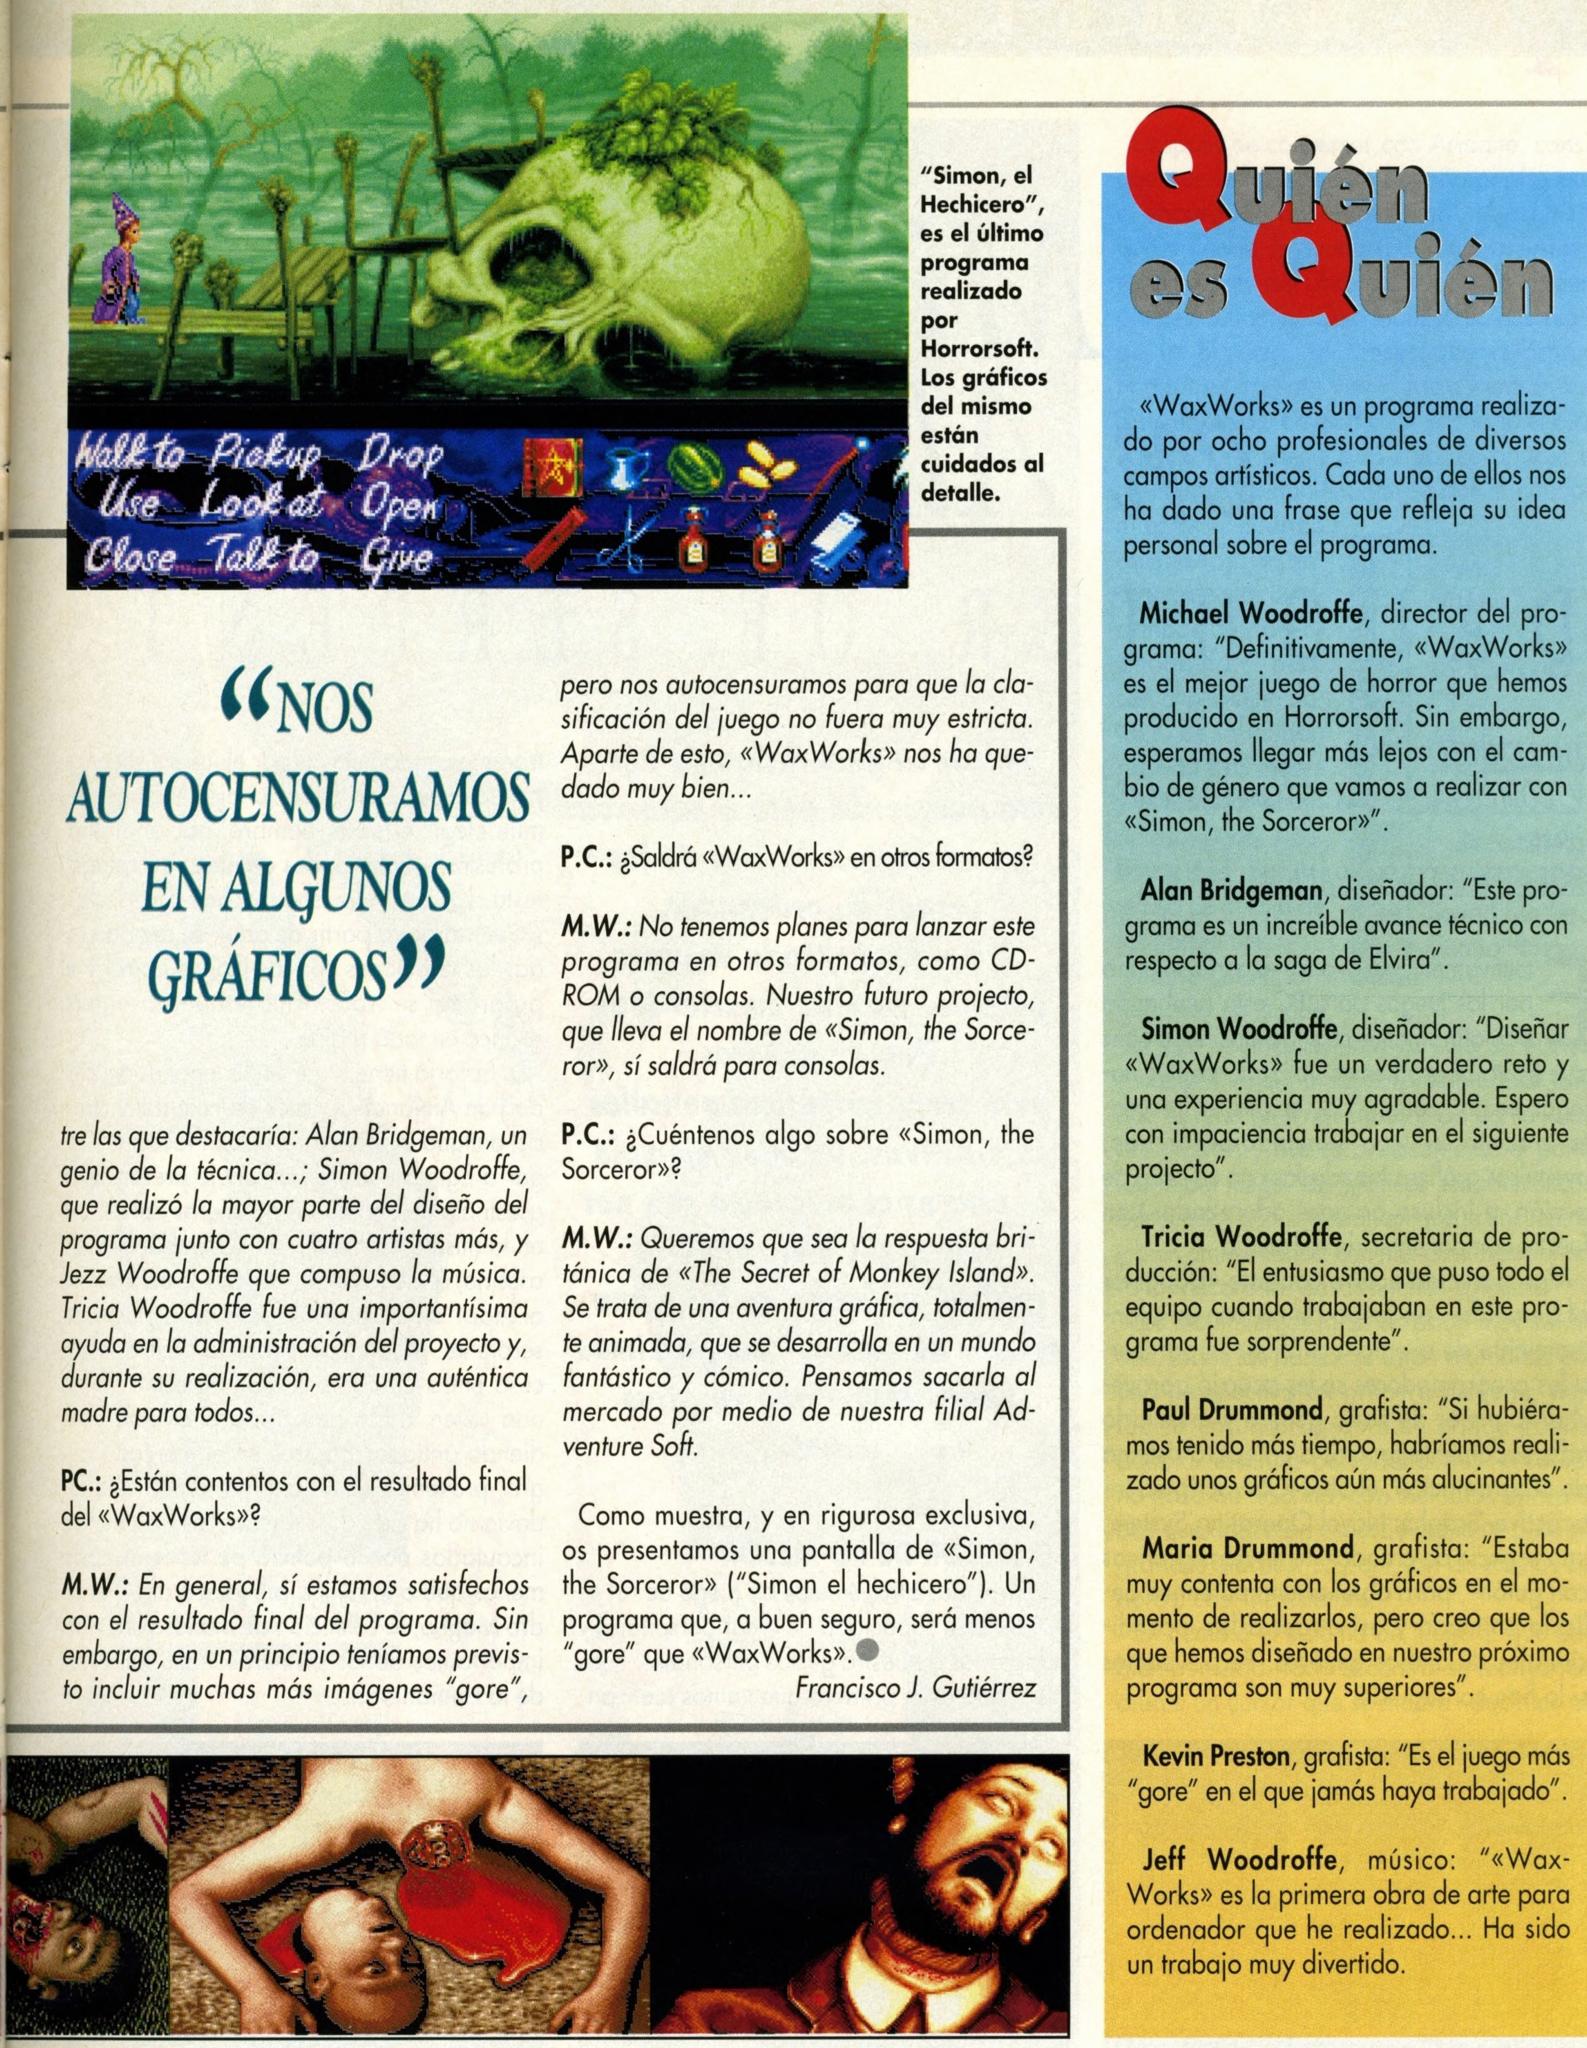 "Simon, el
Hechicero",
es el último
programa
realizado
por
Horrorsoft.
Los gráficos
del mismo
están
cuidados al
detalle.
Walk to Pickup Drop
Use Look at Open
Close Talk to Give
“NOS
AUTOCENSURAMOS
EN ALGUNOS
GRÁFICOS”
tre las que destacaría: Alan Bridgeman, un
genio de la técnica...; Simon Woodroffe,
que realizó la mayor parte del diseño del
programa junto con cuatro artistas más, y
Jezz Woodroffe que compuso la música.
Tricia Woodroffe fue una importantísima
ayuda en la administración del proyecto y,
durante su realización, era una auténtica
madre para todos...
PC.: ¿Están contentos con el resultado final
del «WaxWorks»?
M.W.: En general, sí estamos satisfechos
con el resultado final del programa. Sin
embargo, en un principio teníamos previs-
to incluir muchas más imágenes "gore",
pero nos autocensuramos para que la cla-
sificación del juego no fuera muy estricta.
Aparte de esto, «WaxWorks» nos ha que-
dado muy bien...
P.C.: ¿Saldrá «WaxWorks» en otros formatos?
M.W.: No tenemos planes para lanzar este
programa en otros formatos, como CD-
ROM o consolas. Nuestro futuro projecto,
que lleva el nombre de «Simon, the Sorce-
ror», sí saldrá para consolas.
P.C.: ¿Cuéntenos algo sobre «Simon, the
Sorceror»?
M.W.: Queremos que sea la respuesta bri-
tánica de «The Secret of Monkey Island».
Se trata de una aventura gráfica, totalmen-
te animada, que se desarrolla en un mundo
fantástico y cómico. Pensamos sacarla al
mercado por medio de nuestra filial Ad-
venture Soft.
Como muestra, y en rigurosa exclusiva,
os presentamos una pantalla de «Simon,
the Sorceror» ("Simon el hechicero"). Un
programa que, a buen seguro, será menos
"gore" que «WaxWorks».
Francisco J. Gutiérrez
Quién
es Quién
«WaxWorks» es un programa realiza-
do por ocho profesionales de diversos
campos artísticos. Cada uno de ellos nos
ha dado una frase que refleja su idea
personal sobre el programa.
Michael Woodroffe, director del pro-
grama: "Definitivamente, «WaxWorks»
es el mejor juego de horror que hemos
producido en Horrorsoft. Sin embargo,
esperamos llegar más lejos con el cam-
bio de género que vamos a realizar con
«Simon, the Sorceror»".
Alan Bridgeman, diseñador: "Este pro-
grama es un increíble avance técnico con
respecto a la saga de Elvira".
Simon Woodroffe, diseñador: "Diseñar
«WaxWorks» fue un verdadero reto y
una experiencia muy agradable. Espero
con impaciencia trabajar en el siguiente
projecto".
Tricia Woodroffe, secretaria de pro-
ducción: "El entusiasmo que puso todo el
equipo cuando trabajaban en este pro-
grama fue sorprendente".
Paul Drummond, grafista: "Si hubiéra-
mos tenido más tiempo, habríamos reali-
zado unos gráficos aún más alucinantes".
Maria Drummond, grafista: "Estaba
muy contenta con los gráficos en el mo-
mento de realizarlos, pero creo que los
que hemos diseñado en nuestro próximo
programa son muy superiores".
Kevin Preston, grafista: "Es el juego más
"gore" en el que jamás haya trabajado".
Jeff Woodroffe, músico: "«Wax-
Works» es la primera obra de arte para
ordenador que he realizado... Ha sido
un trabajo muy divertido.